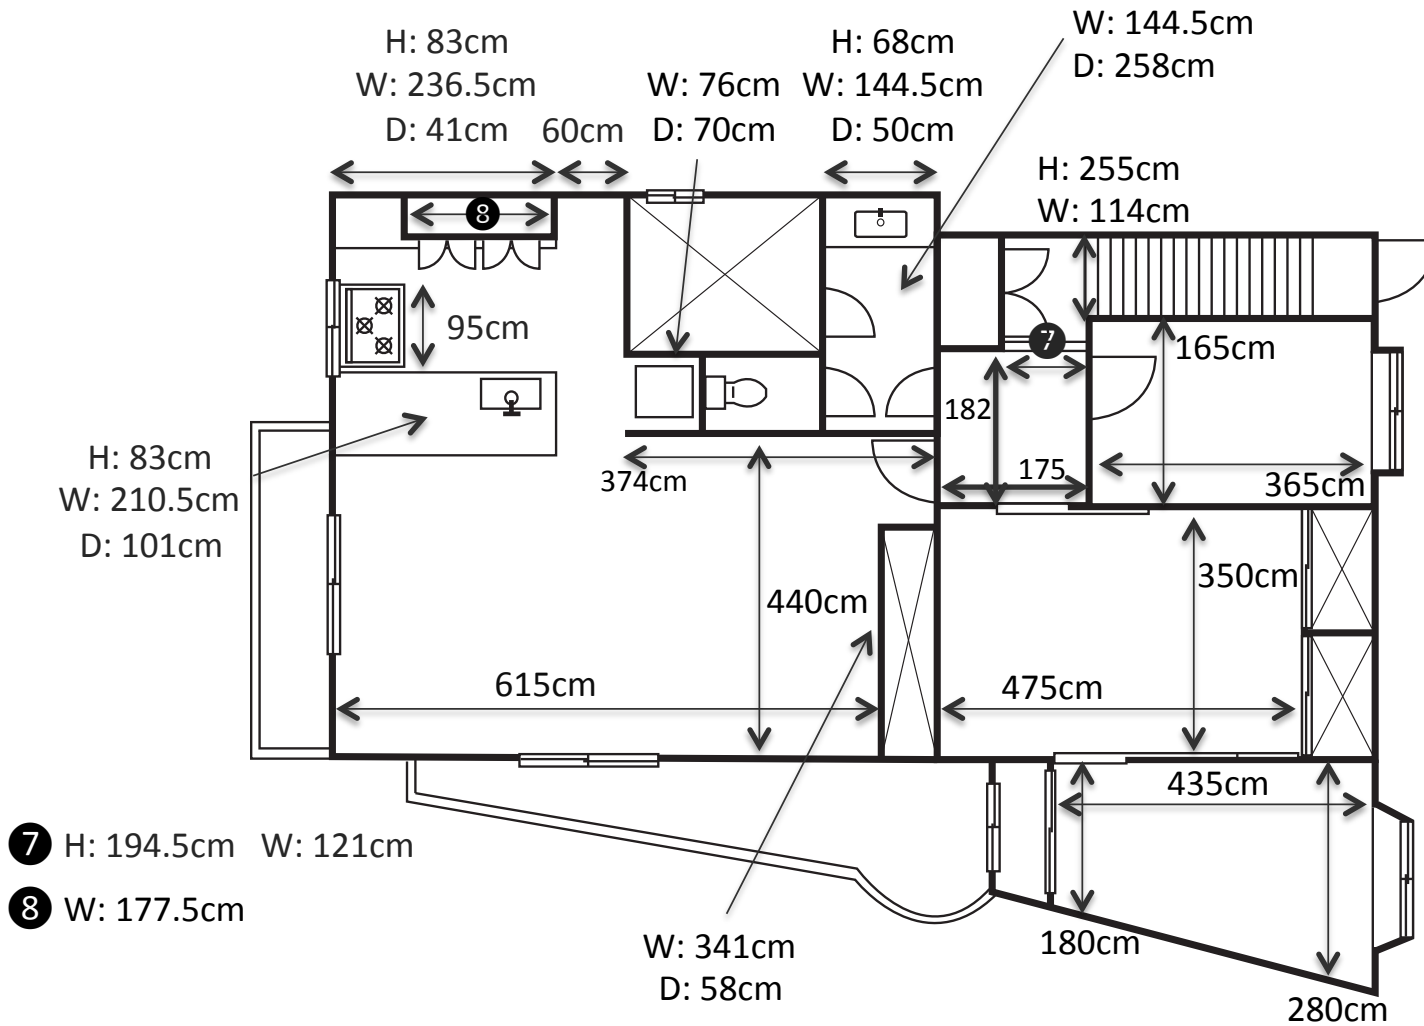 W: 144.5cm
D: 258cm
H: 83cm
W: 236.5cm
D: 41cm
60cm
W: 76cm
D: 70cm
H: 68cm
W: 144.5cm
D: 50cm
H: 255cm
W: 114cm
8
95cm
7
165cm
182
H: 83cm
W: 210.5cm
D: 101cm
374cm
175
365cm
350cm
440cm
615cm
475cm
435cm
7 H: 194.5cm W: 121cm
8 W: 177.5cm
W: 341cm
D: 58cm
180cm
280cm